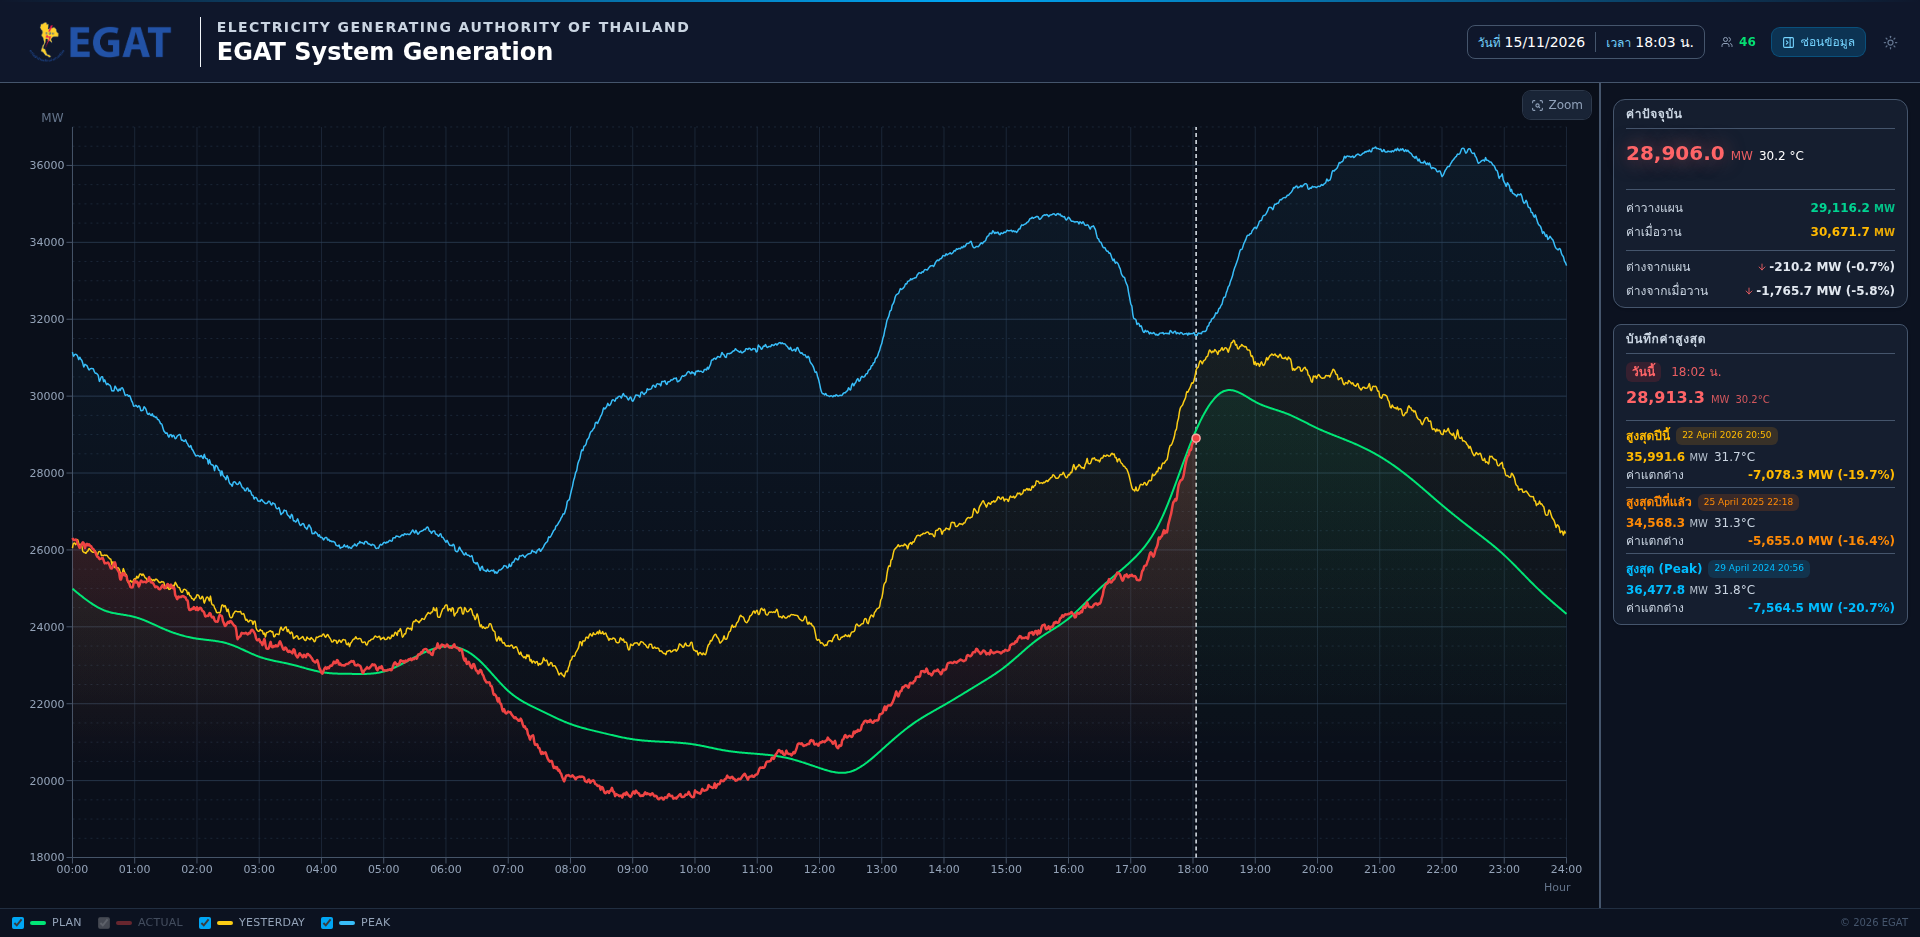 EGAT
ELECTRICITY GENERATING AUTHORITY OF THAILAND
EGAT System Generation
วันที่ 15/11/2026 เวลา 18:03 น.
46
ซ่อนข้อมูล
Zoom
MW
36000
34000
32000
30000
28000
26000
24000
22000
20000
18000
00:00 01:00 02:00 03:00 04:00 05:00 06:00 07:00 08:00 09:00 10:00 11:00 12:00 13:00 14:00 15:00 16:00 17:00 18:00 19:00 20:00 21:00 22:00 23:00 24:00
Hour
ค่าปัจจุบัน
28,906.0 MW 30.2 °C
ค่าวางแผน 29,116.2 MW
ค่าเมื่อวาน 30,671.7 MW
ต่างจากแผน ↓ -210.2 MW (-0.7%)
ต่างจากเมื่อวาน ↓ -1,765.7 MW (-5.8%)
บันทึกค่าสูงสุด
วันนี้ 18:02 น.
28,913.3 MW 30.2°C
สูงสุดปีนี้ 22 April 2026 20:50
35,991.6 MW 31.7°C
ค่าแตกต่าง -7,078.3 MW (-19.7%)
สูงสุดปีที่แล้ว 25 April 2025 22:18
34,568.3 MW 31.3°C
ค่าแตกต่าง -5,655.0 MW (-16.4%)
สูงสุด (Peak) 29 April 2024 20:56
36,477.8 MW 31.8°C
ค่าแตกต่าง -7,564.5 MW (-20.7%)
PLAN ACTUAL YESTERDAY PEAK
© 2026 EGAT